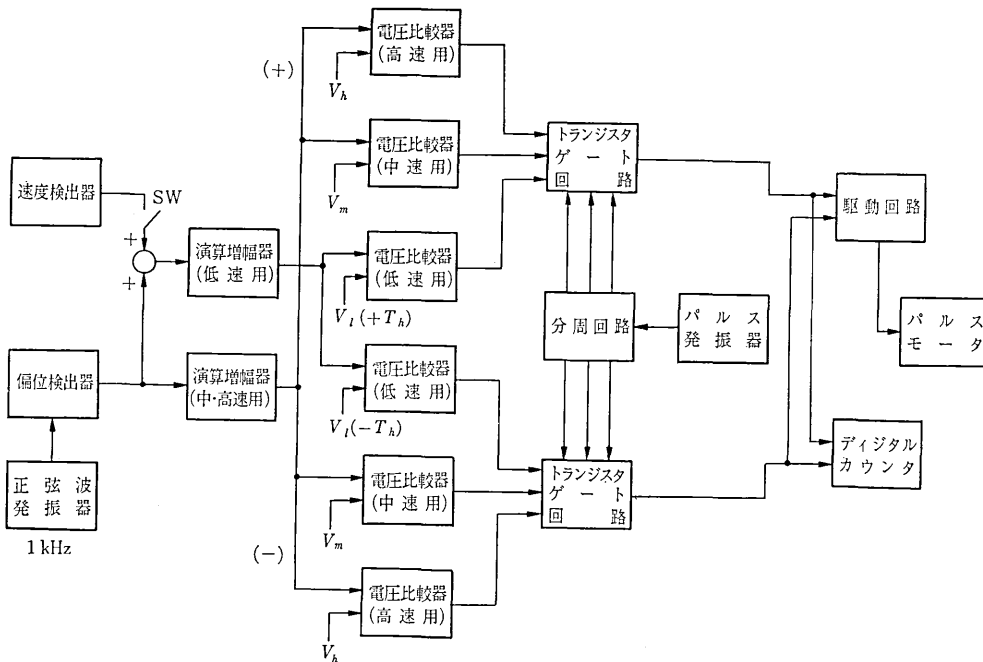 電圧比較器
(高速用)
(+)
V_h
電圧比較器
(中速用)
V_m
トランジスタ
ゲート
回路
速度検出器
SW
+
+
演算増幅器
(低速用)
電圧比較器
(低速用)
V_l (+T_h)
駆動回路
分周回路
パルス
発振器
パルス
モータ
偏位検出器
演算増幅器
(中・高速用)
電圧比較器
(低速用)
V_l (−T_h)
ディジタル
カウンタ
正弦波
発振器
1 kHz
電圧比較器
(中速用)
V_m
トランジスタ
ゲート
回路
(−)
電圧比較器
(高速用)
V_h